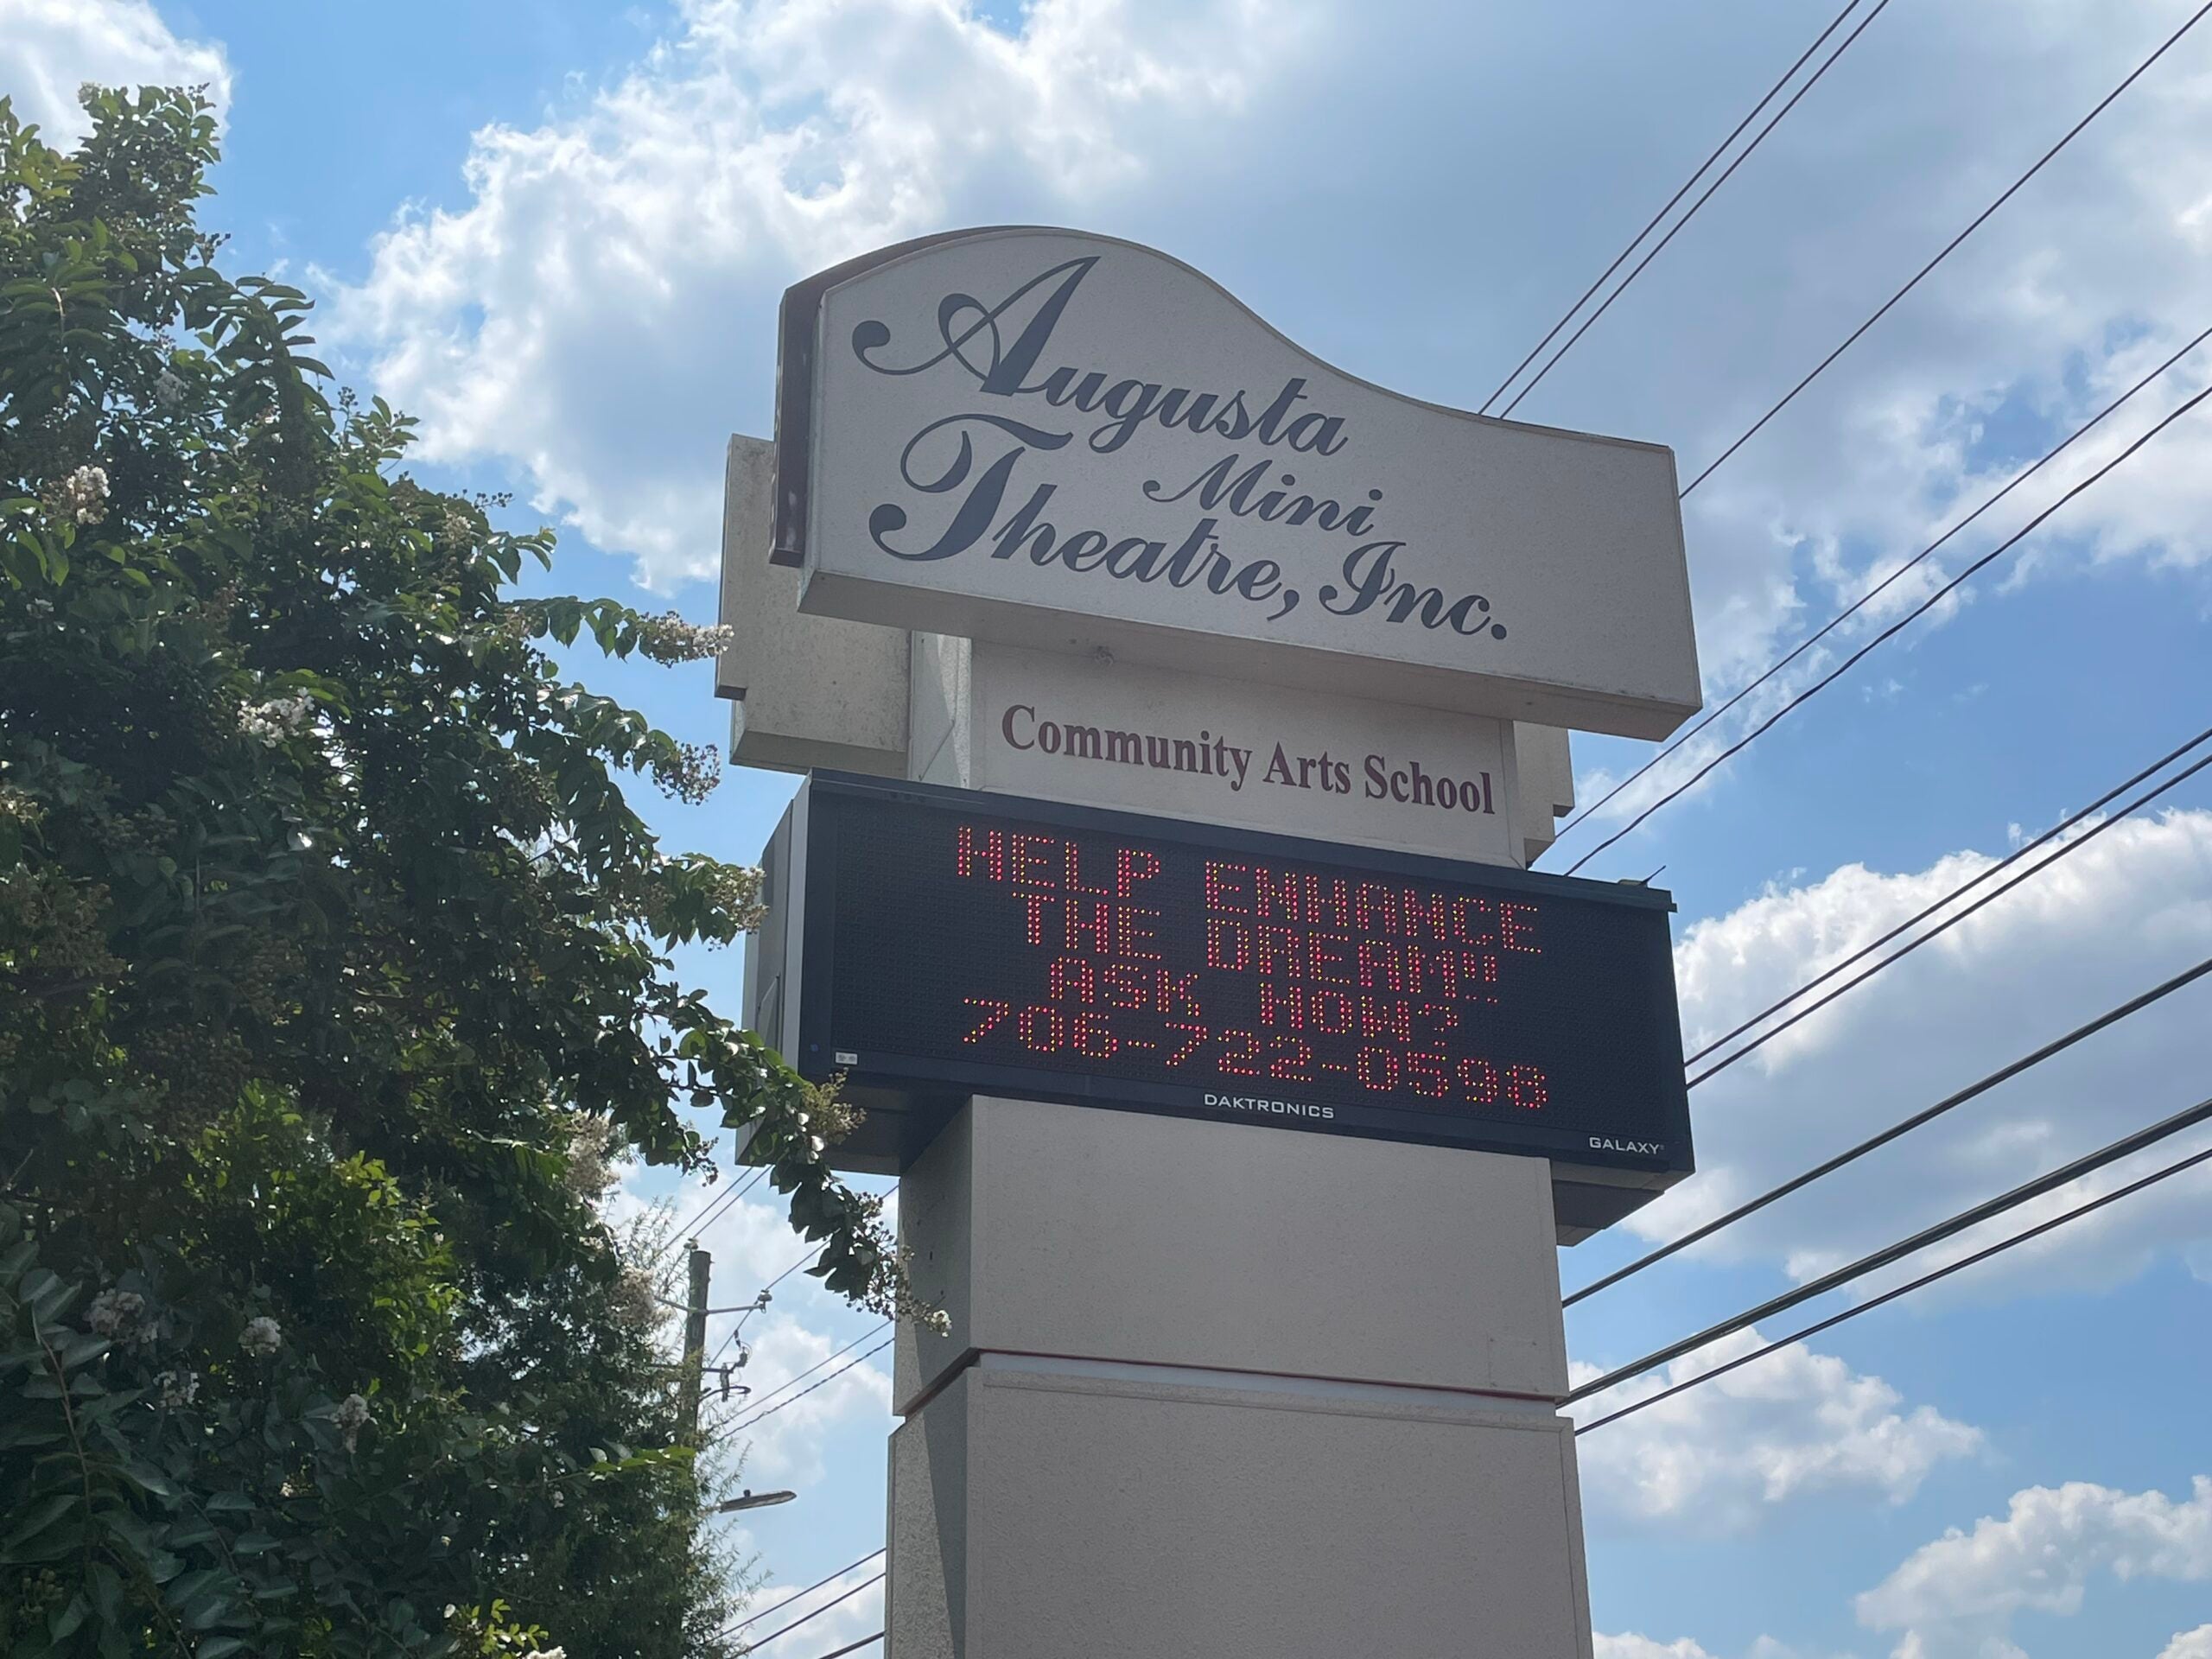 Augusta
Mini
Theatre, Inc.
Community Arts School
HELP ENHANCE
THE DREAM!!
ASK HOW?
706-722-0598
DAKTRONICS
GALAXY